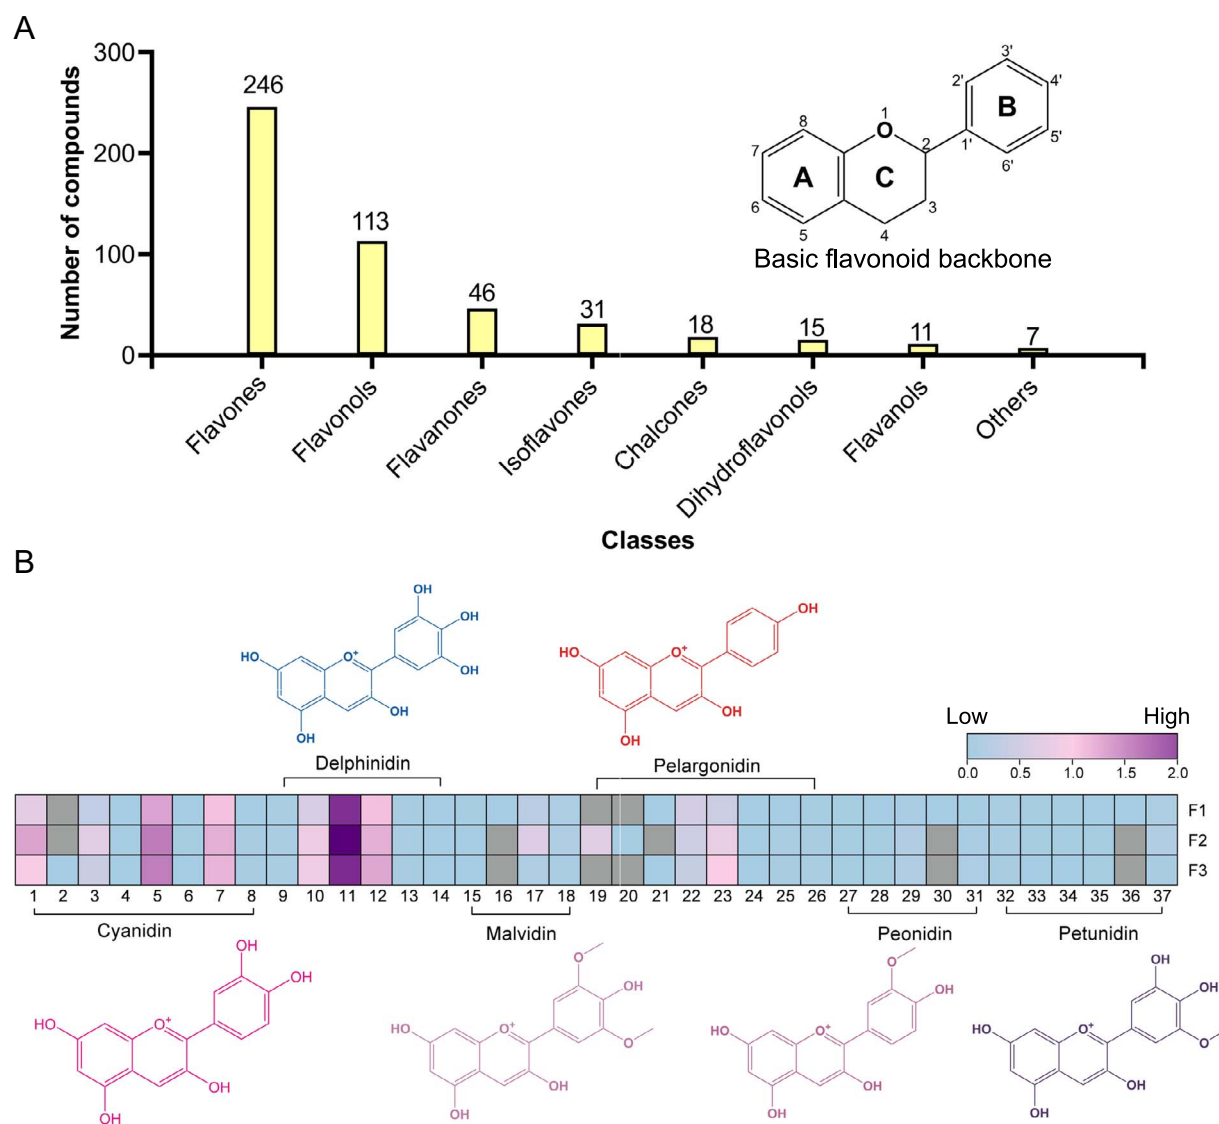 A
300
200
100
0
Number of compounds
246
113
46
31
18
15
11
7
Flavones
Flavonols
Flavanones
Isoflavones
Chalcones
Dihydroflavonols
Flavanols
Others
Classes
3'
2'
4'
B
1
8
O
2
1'
5'
7
6'
A
C
6
3
5
4
Basic flavonoid backbone
B
OH
OH
HO
O+
OH
OH
OH
Delphinidin
OH
HO
O+
OH
OH
Pelargonidin
Low High
0.0 0.5 1.0 1.5 2.0
F1
F2
F3
1 2 3 4 5 6 7 8 9 10 11 12 13 14 15 16 17 18 19 20 21 22 23 24 25 26 27 28 29 30 31 32 33 34 35 36 37
Cyanidin
Malvidin
Peonidin
Petunidin
OH
OH
HO
O+
OH
OH
O
OH
HO
O+
O
OH
OH
O
OH
HO
O+
OH
OH
OH
OH
HO
O+
O
OH
OH